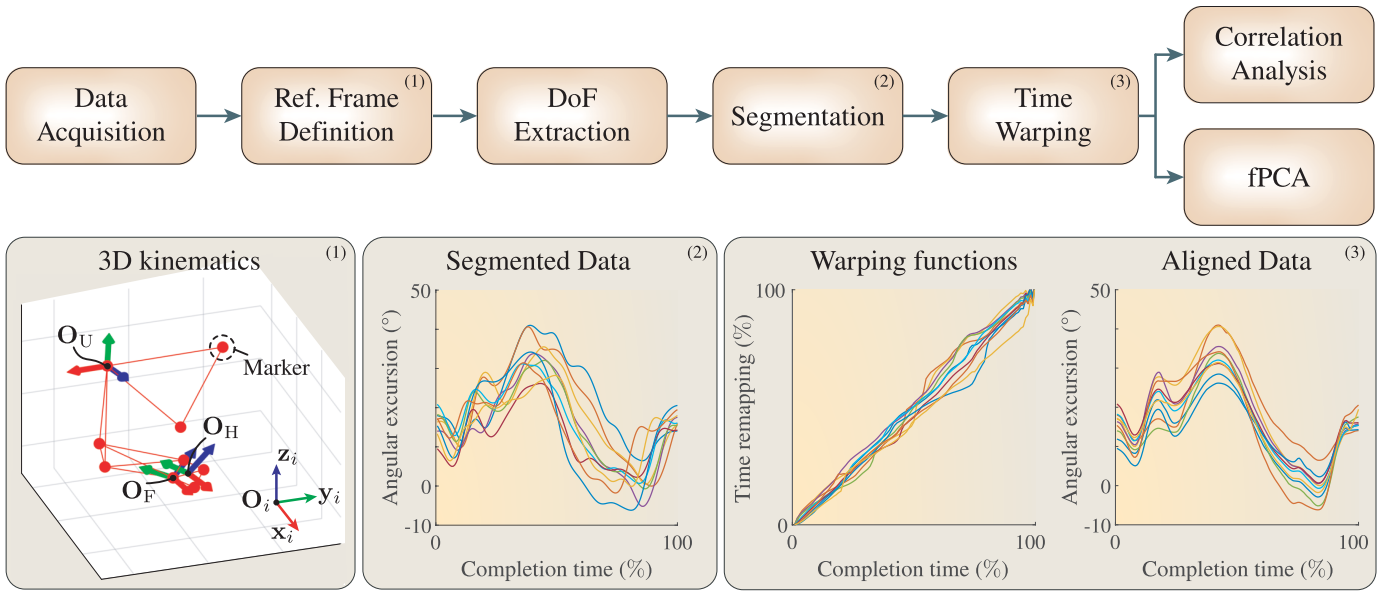 Data
Acquisition
(1)
Ref. Frame
Definition
DoF
Extraction
(2)
Segmentation
(3)
Time
Warping
Correlation
Analysis
fPCA
3D kinematics
(1)
O_U
Marker
O_H
O_F
z_i
O_i
y_i
x_i
Segmented Data
(2)
50
0
-10
Angular excursion (°)
0
100
Completion time (%)
Warping functions
100
0
Time remapping (%)
0
100
Completion time (%)
Aligned Data
(3)
50
0
-10
Angular excursion (°)
0
100
Completion time (%)